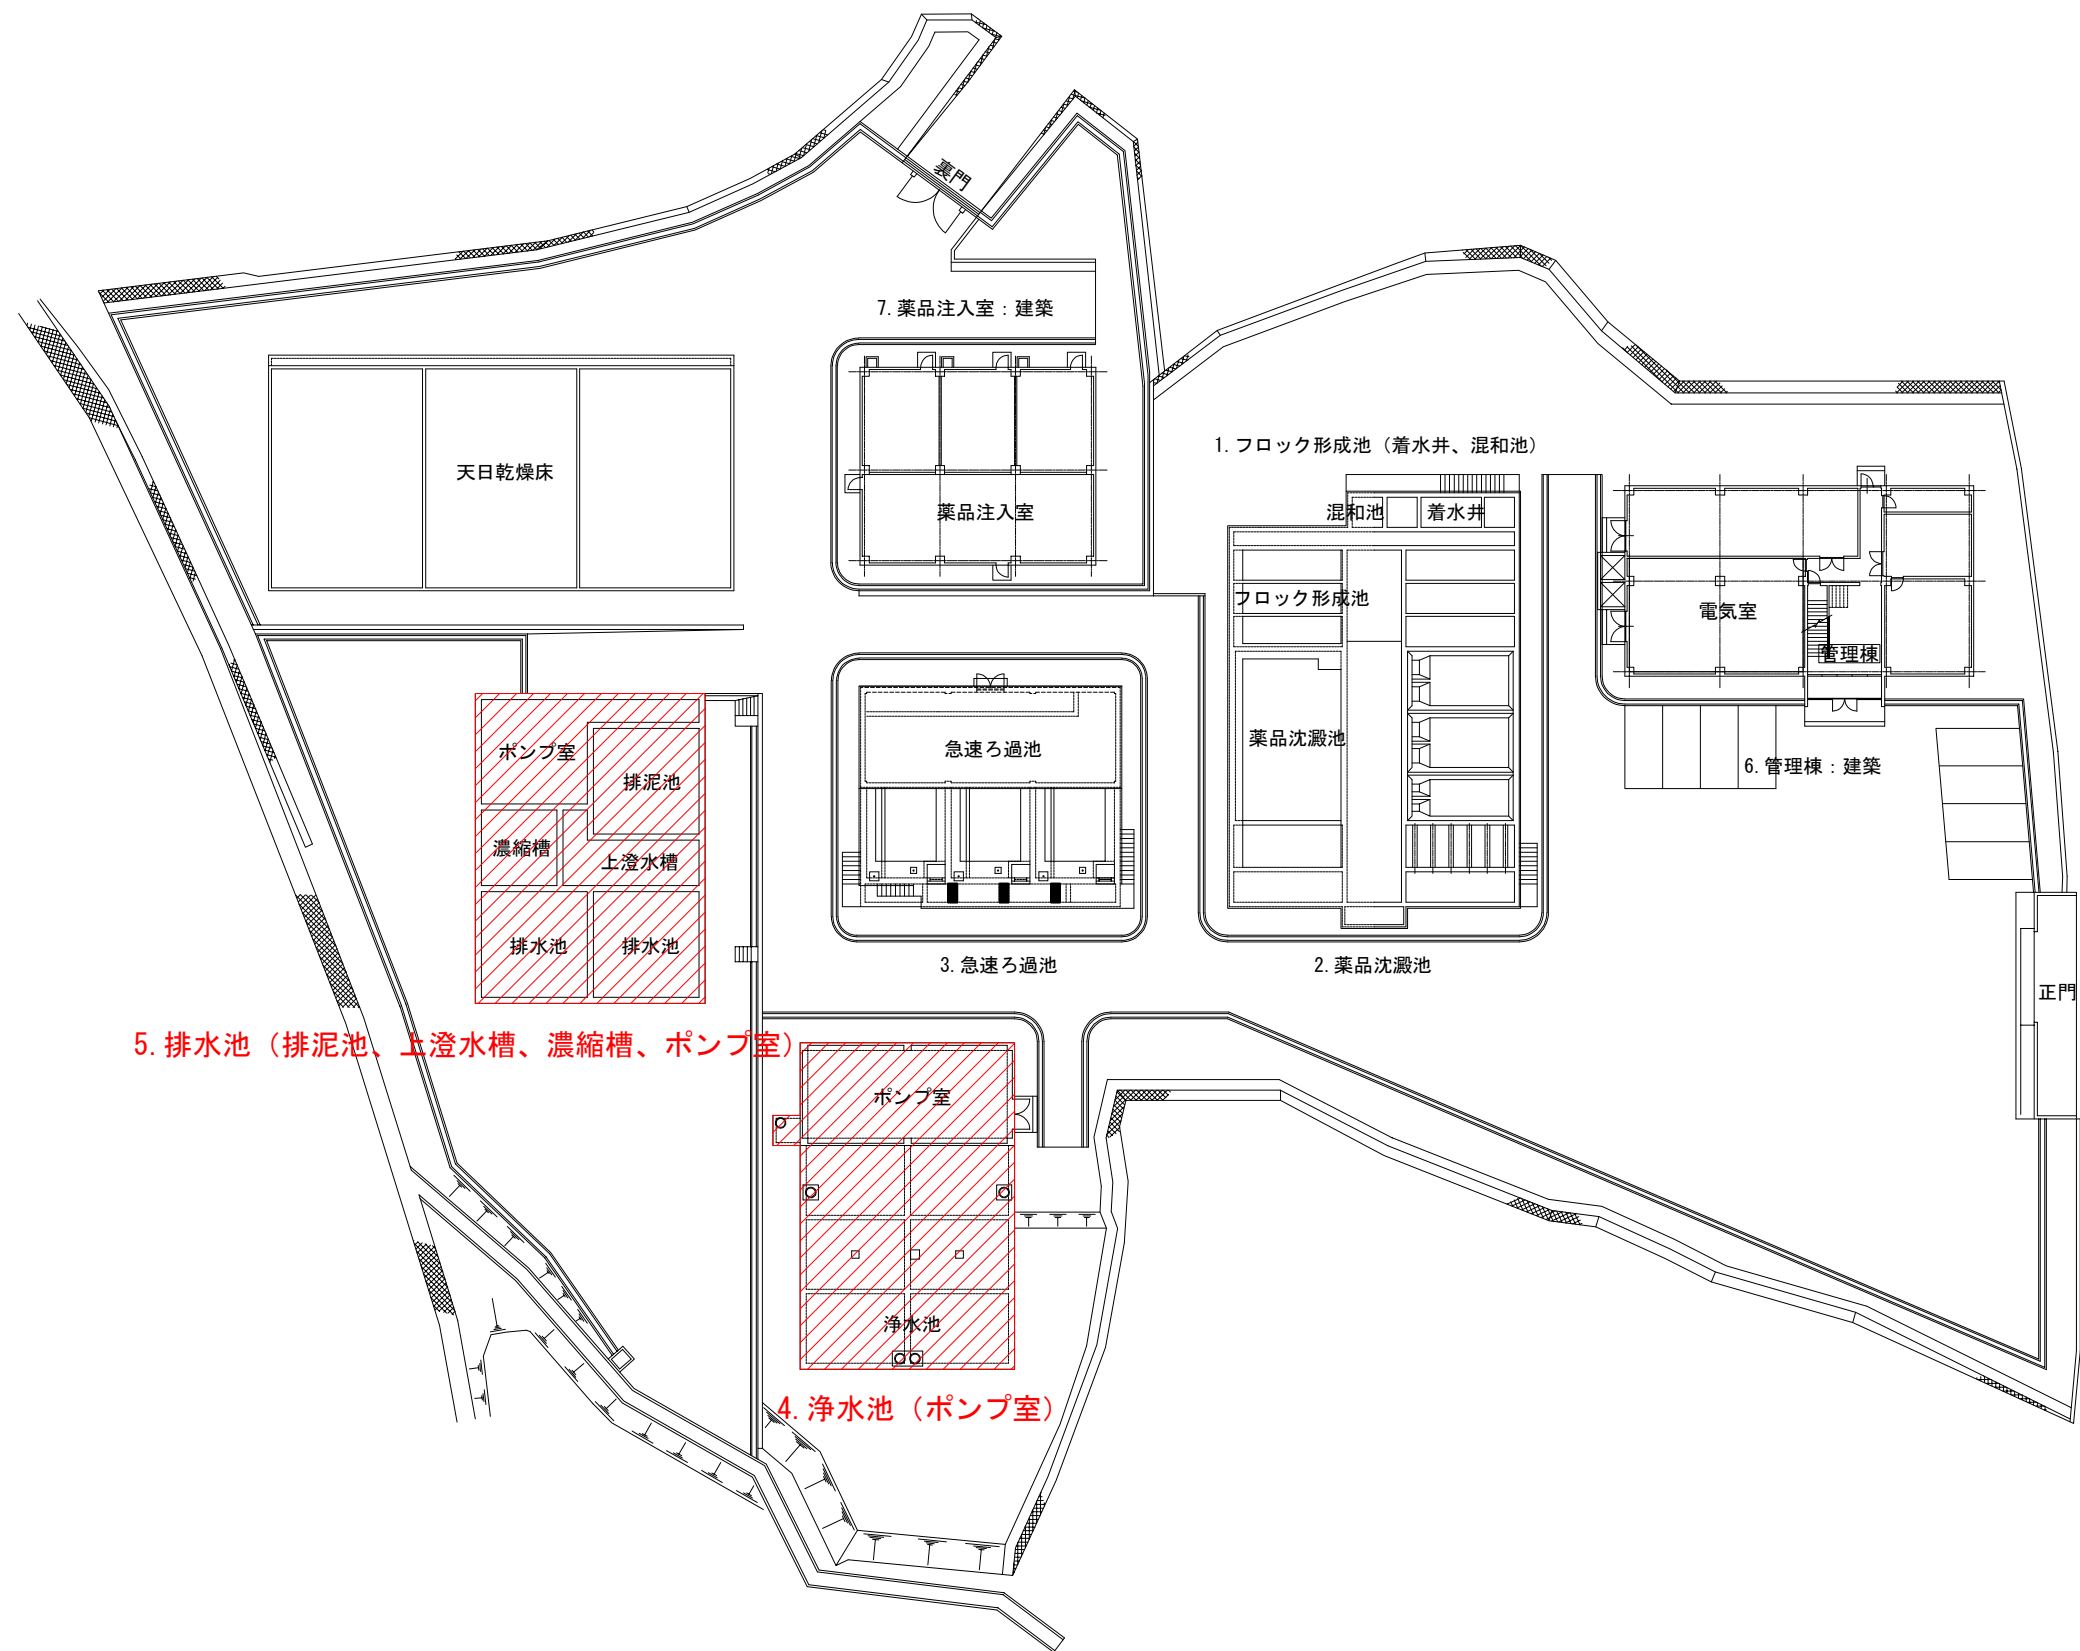 裏門
7.薬品注入室：建築
1.フロック形成池（着水井、混和池）
天日乾燥床
薬品注入室
混和池
着水井
フロック形成池
電気室
管理棟
薬品沈澱池
急速ろ過池
6.管理棟：建築
ポンプ室
排泥池
濃縮槽
上澄水槽
排水池
排水池
3.急速ろ過池
2.薬品沈澱池
正門
5.排水池（排泥池、上澄水槽、濃縮槽、ポンプ室）
ポンプ室
浄水池
4.浄水池（ポンプ室）